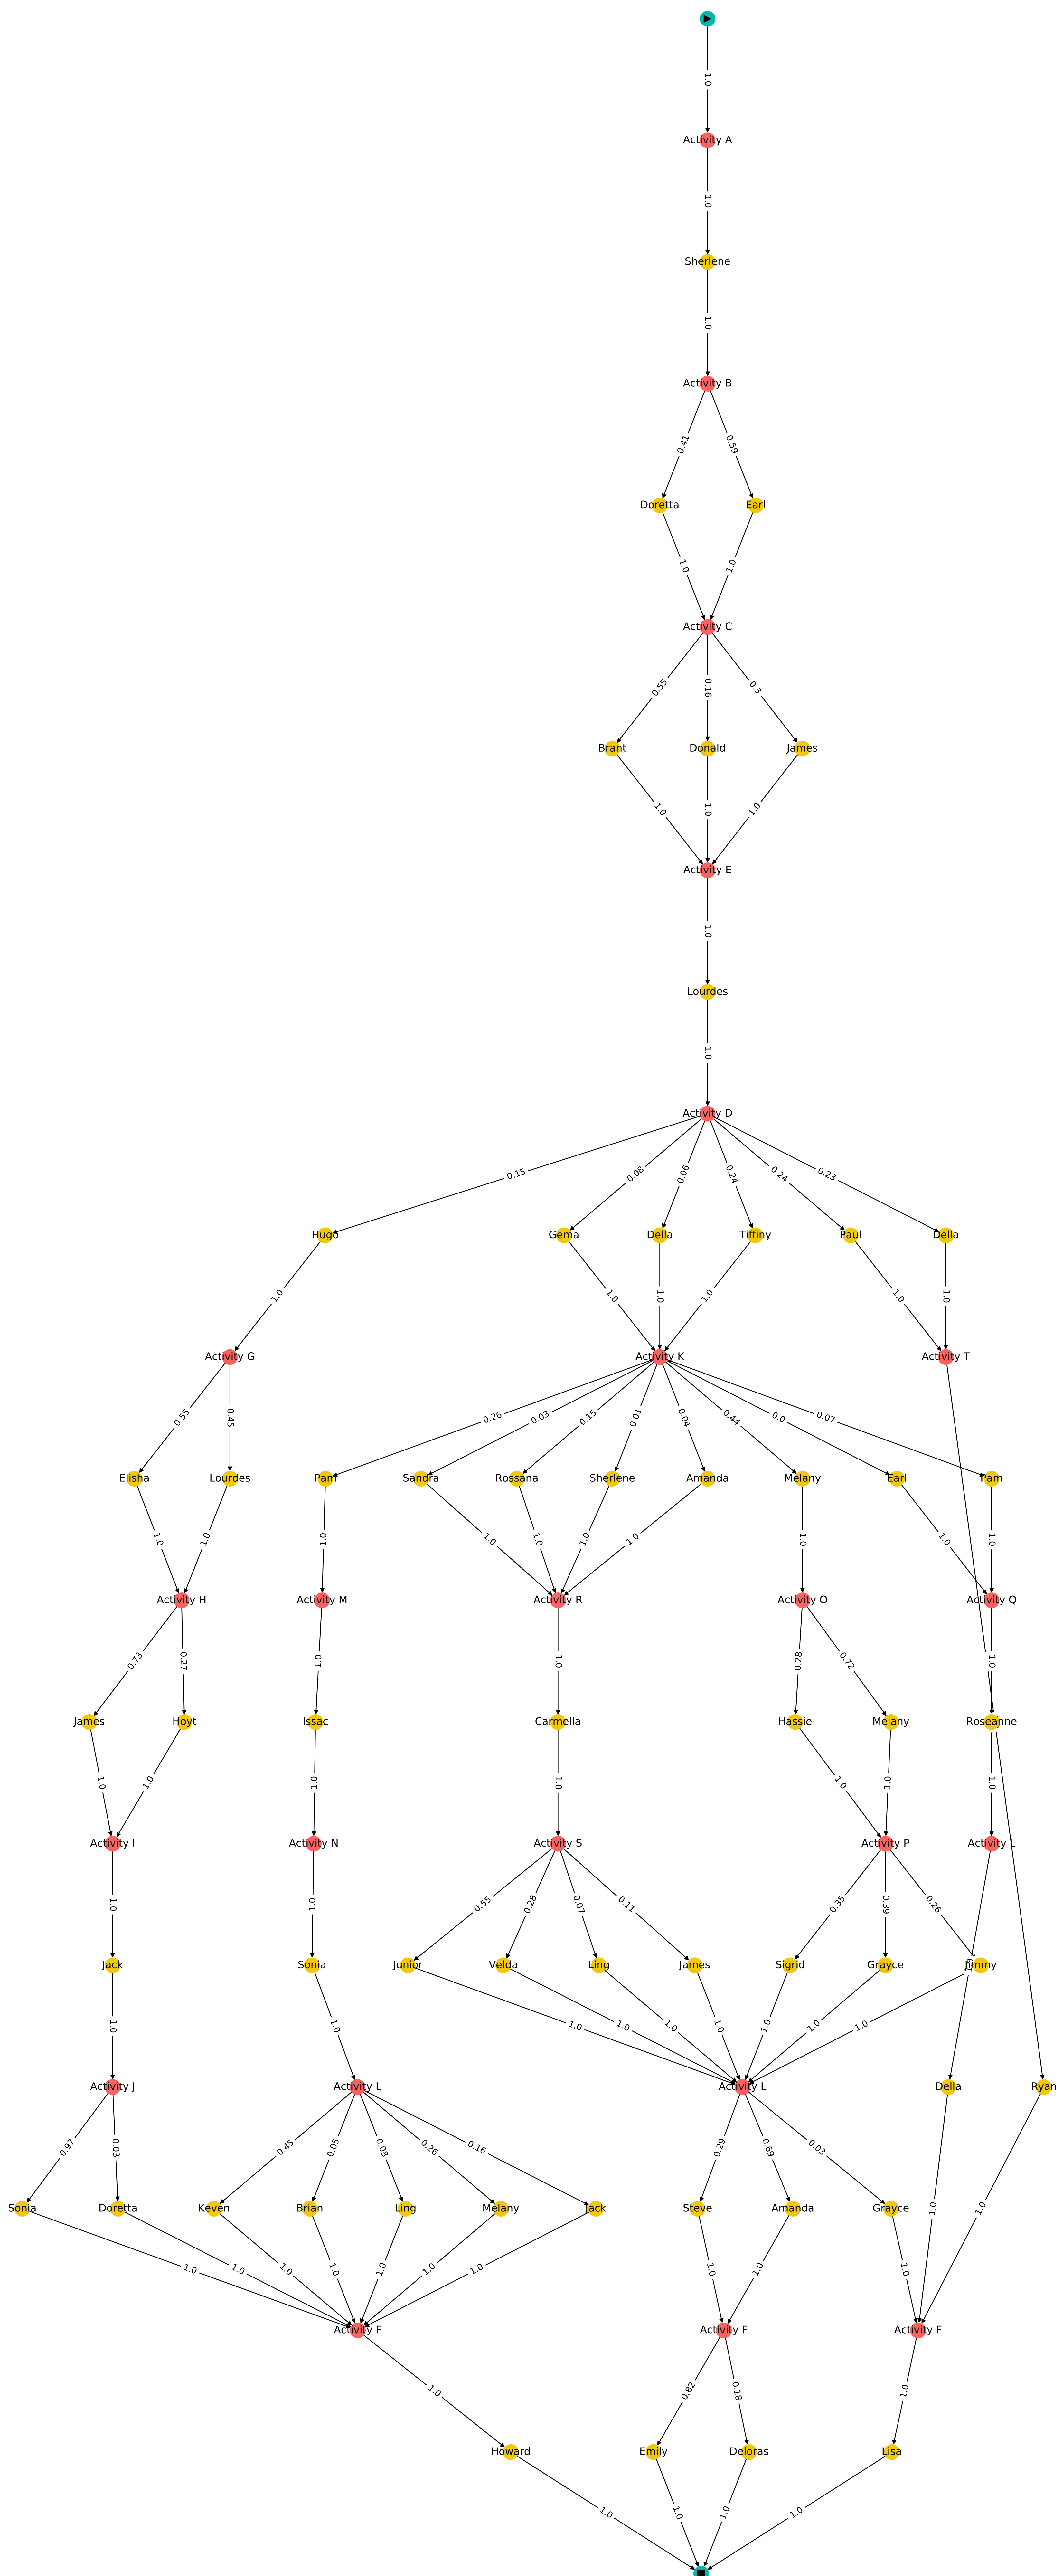 1.0
Activity A
1.0
Sherlene
1.0
Activity B
0.41
0.59
Doretta
Earl
1.0
1.0
Activity C
0.55
0.16
0.3
Brant
Donald
James
1.0
1.0
1.0
Activity E
1.0
Lourdes
1.0
Activity D
0.15
0.08
0.06
0.24
0.24
0.23
Hugo
Gema
Della
Tiffiny
Paul
Della
1.0
1.0
1.0
1.0
1.0
1.0
Activity G
Activity K
Activity T
0.55
0.45
0.26
0.03
0.15
0.01
0.04
0.44
0.0
0.07
Elisha
Lourdes
Pam
Sandra
Rossana
Sherlene
Amanda
Melany
Earl
Pam
1.0
1.0
1.0
1.0
1.0
1.0
1.0
1.0
1.0
1.0
Activity H
Activity M
Activity R
Activity O
Activity Q
0.73
0.27
1.0
1.0
0.28
0.72
1.0
James
Hoyt
Issac
Carmella
Hassie
Melany
Roseanne
1.0
1.0
1.0
1.0
1.0
1.0
1.0
Activity I
Activity N
Activity S
Activity P
Activity L
1.0
1.0
0.55
0.28
0.07
0.11
0.35
0.39
0.26
Jack
Sonia
Junior
Velda
Ling
James
Sigrid
Grayce
Jimmy
1.0
1.0
1.0
1.0
1.0
1.0
1.0
1.0
1.0
Activity J
Activity L
Activity L
Della
Ryan
0.97
0.03
0.45
0.05
0.08
0.26
0.16
0.29
0.69
0.03
Sonia
Doretta
Keven
Brian
Ling
Melany
Jack
Steve
Amanda
Grayce
1.0
1.0
1.0
1.0
1.0
1.0
1.0
1.0
1.0
1.0
1.0
1.0
Activity F
Activity F
Activity F
1.0
0.82
0.18
1.0
Howard
Emily
Deloras
Lisa
1.0
1.0
1.0
1.0